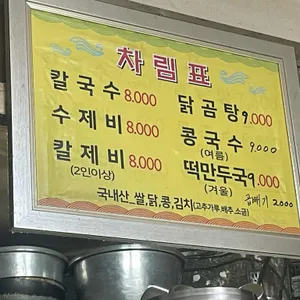 차림표
칼국수 8.000
수제비 8.000
칼제비 8.000
(2인이상)
닭곰탕 9.000
콩국수 9.000
(여름)
떡만두국 9.000
(겨울)
곱빼기 2.000
국내산 쌀,닭,콩,김치(고추가루.배추.소금)